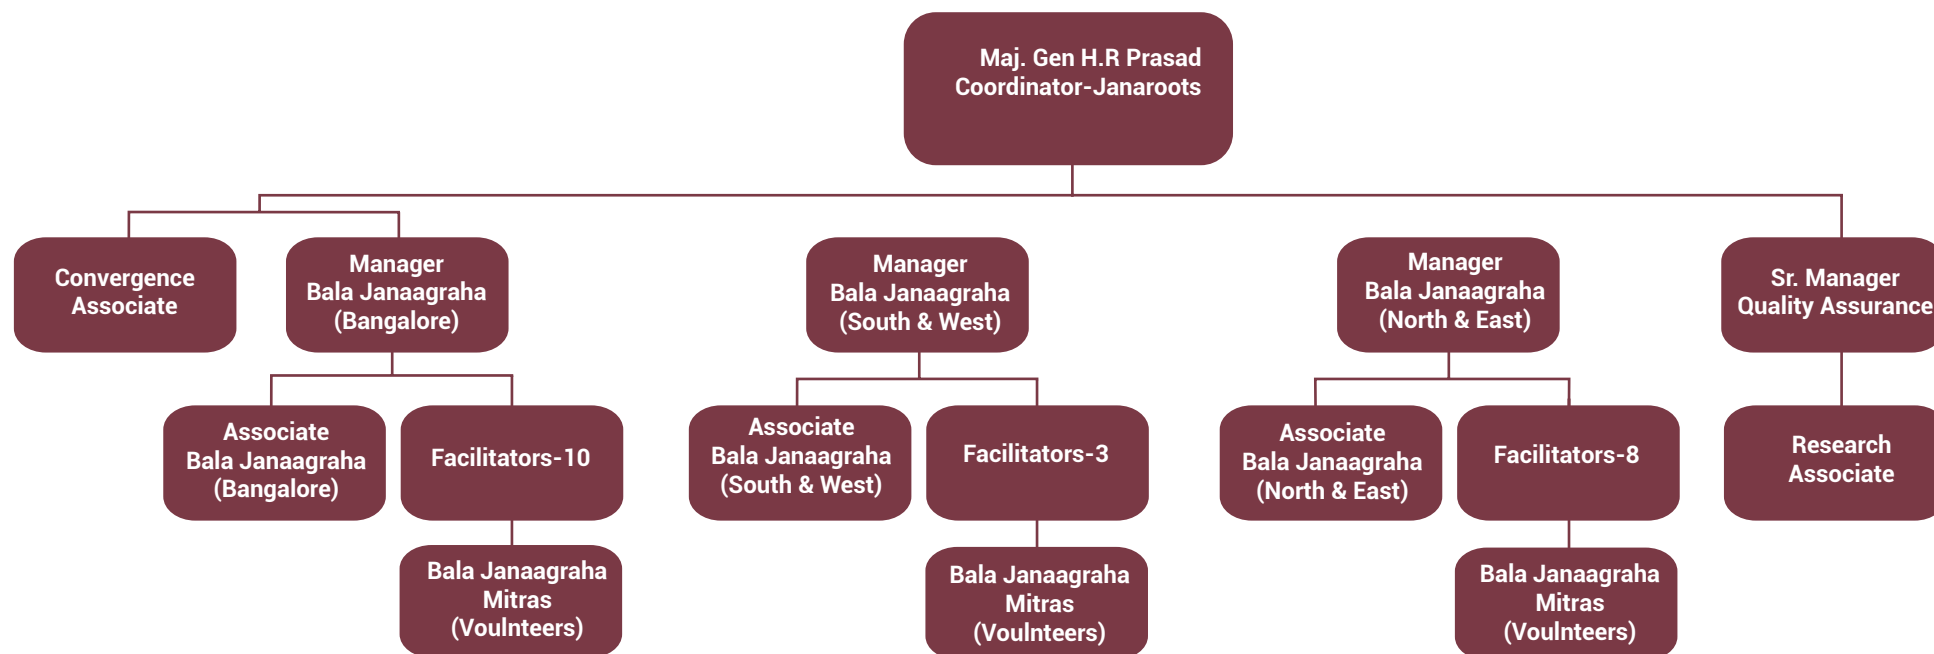 Maj. Gen H.R Prasad
Coordinator-Janaroots
Convergence
Associate
Manager
Bala Janaagraha
(Bangalore)
Manager
Bala Janaagraha
(South & West)
Manager
Bala Janaagraha
(North & East)
Sr. Manager
Quality Assurance
Associate
Bala Janaagraha
(Bangalore)
Facilitators-10
Associate
Bala Janaagraha
(South & West)
Facilitators-3
Associate
Bala Janaagraha
(North & East)
Facilitators-8
Research
Associate
Bala Janaagraha
Mitras
(Voulnteers)
Bala Janaagraha
Mitras
(Voulnteers)
Bala Janaagraha
Mitras
(Voulnteers)